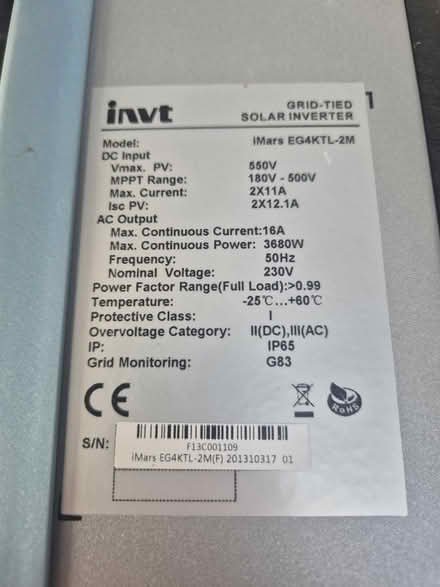 invt
GRID-TIED
SOLAR INVERTER
Model: iMars EG4KTL-2M
DC Input
Vmax. PV: 550V
MPPT Range: 180V - 500V
Max. Current: 2X11A
Isc PV: 2X12.1A
AC Output
Max. Continuous Current:16A
Max. Continuous Power: 3680W
Frequency: 50Hz
Nominal Voltage: 230V
Power Factor Range(Full Load):>0.99
Temperature: -25℃...+60℃
Protective Class: I
Overvoltage Category: II(DC),III(AC)
IP: IP65
Grid Monitoring: G83
CE
RoHS
S/N:
F13C001109
iMars EG4KTL-2M(F) 201310317 01